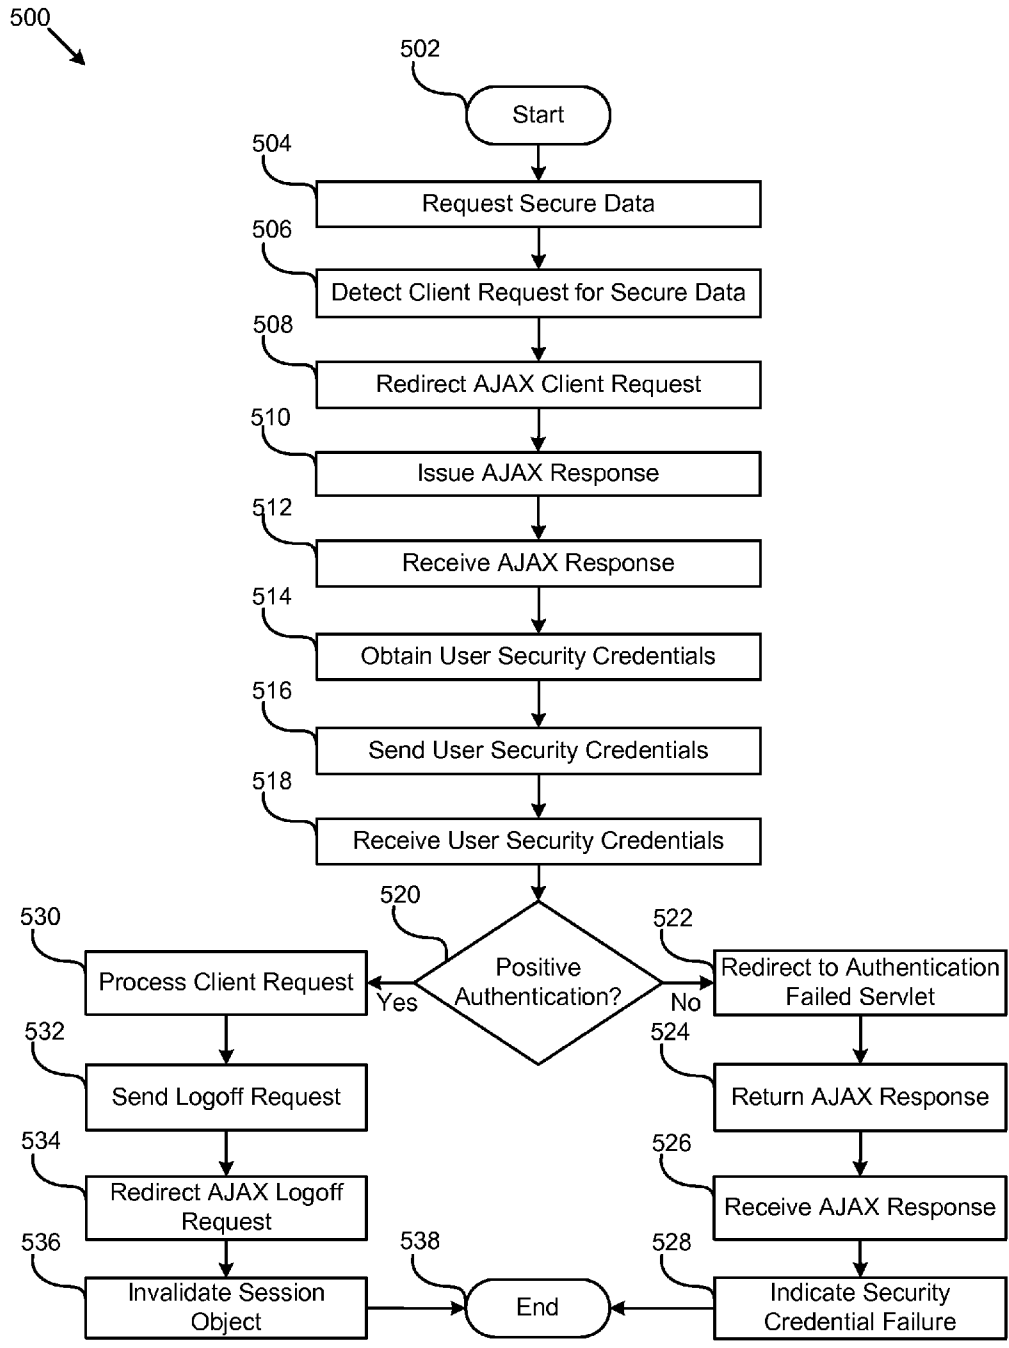 500
502
Start
504
Request Secure Data
506
Detect Client Request for Secure Data
508
Redirect AJAX Client Request
510
Issue AJAX Response
512
Receive AJAX Response
514
Obtain User Security Credentials
516
Send User Security Credentials
518
Receive User Security Credentials
520
Positive
Authentication?
Yes
No
530
Process Client Request
532
Send Logoff Request
534
Redirect AJAX Logoff
Request
536
Invalidate Session
Object
522
Redirect to Authentication
Failed Servlet
524
Return AJAX Response
526
Receive AJAX Response
528
Indicate Security
Credential Failure
538
End